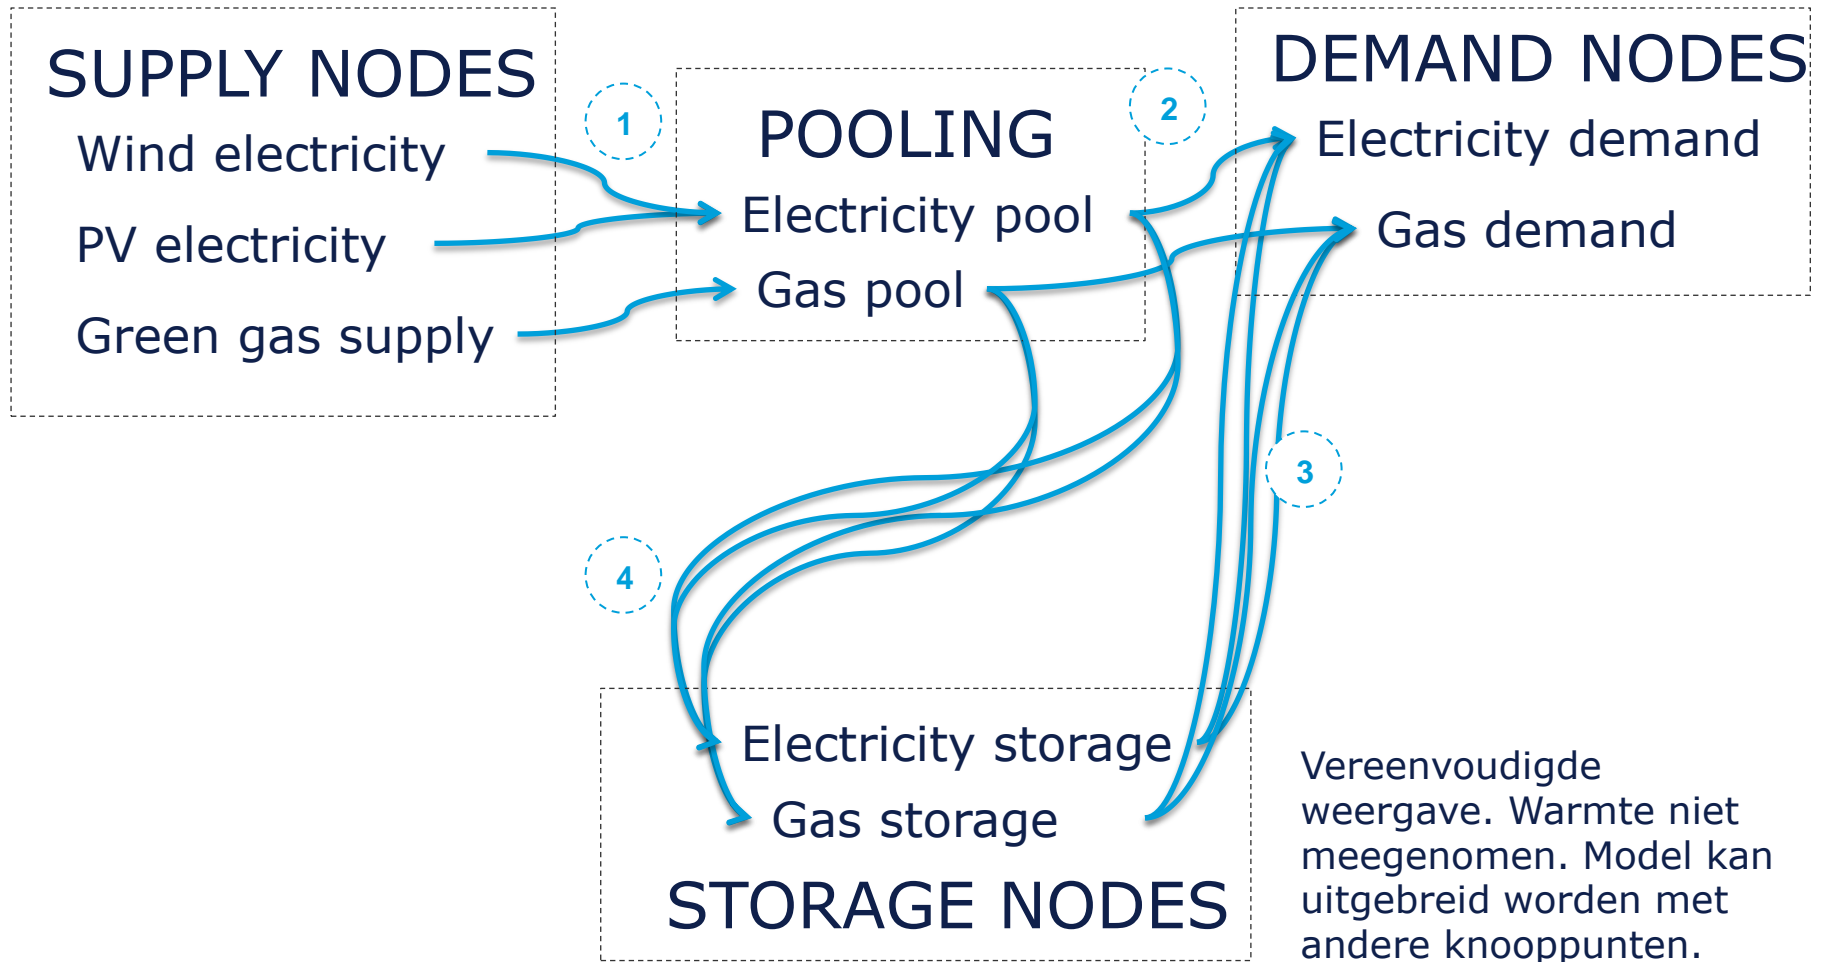 SUPPLY NODES
Wind electricity
PV electricity
Green gas supply
1
POOLING
Electricity pool
Gas pool
2
DEMAND NODES
Electricity demand
Gas demand
3
4
Electricity storage
Gas storage
STORAGE NODES
Vereenvoudigde
weergave. Warmte niet
meegenomen. Model kan
uitgebreid worden met
andere knooppunten.